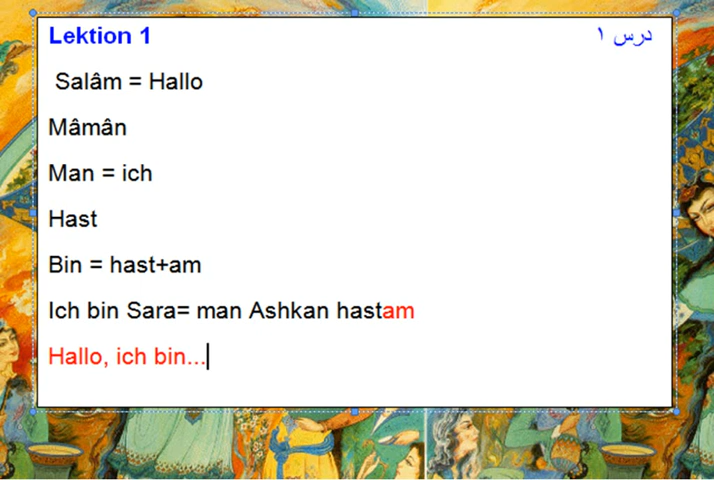 Lektion 1 درس ۱
Salâm = Hallo
Mâmân
Man = ich
Hast
Bin = hast+am
Ich bin Sara= man Ashkan hastam
Hallo, ich bin...